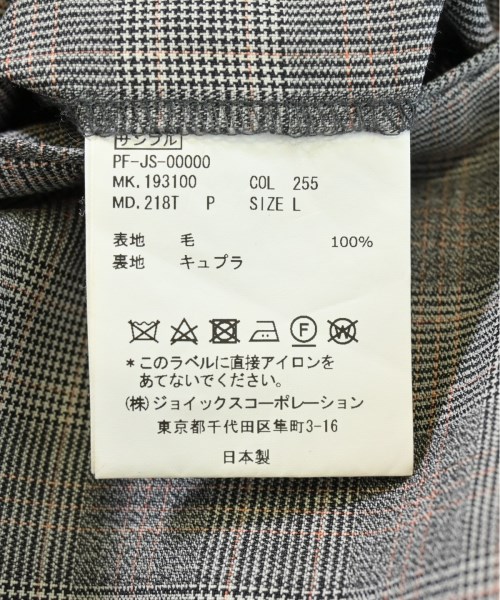 サンプル
PF-JS-00000
MK.193100 COL 255
MD.218T P SIZE L
表地 毛 100%
裏地 キュプラ
F W
*このラベルに直接アイロンを
あてないでください。
(株)ジョイックスコーポレーション
東京都千代田区隼町3-16
日本製